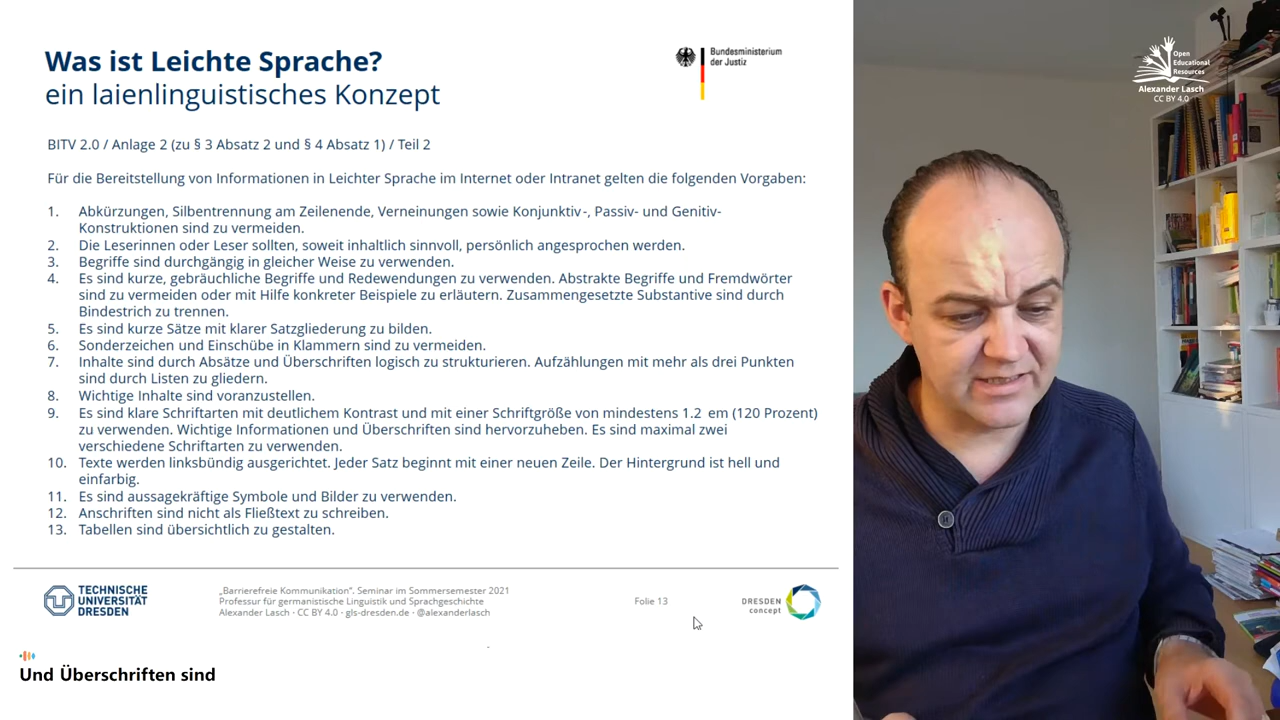 Was ist Leichte Sprache?
ein laienlinguistisches Konzept
Bundesministerium
der Justiz
Open
Educational
Resources
Alexander Lasch
CC BY 4.0
BITV 2.0 / Anlage 2 (zu § 3 Absatz 2 und § 4 Absatz 1) / Teil 2
Für die Bereitstellung von Informationen in Leichter Sprache im Internet oder Intranet gelten die folgenden Vorgaben:
1. Abkürzungen, Silbentrennung am Zeilenende, Verneinungen sowie Konjunktiv-, Passiv- und Genitiv-
Konstruktionen sind zu vermeiden.
2. Die Leserinnen oder Leser sollten, soweit inhaltlich sinnvoll, persönlich angesprochen werden.
3. Begriffe sind durchgängig in gleicher Weise zu verwenden.
4. Es sind kurze, gebräuchliche Begriffe und Redewendungen zu verwenden. Abstrakte Begriffe und Fremdwörter
sind zu vermeiden oder mit Hilfe konkreter Beispiele zu erläutern. Zusammengesetzte Substantive sind durch
Bindestrich zu trennen.
5. Es sind kurze Sätze mit klarer Satzgliederung zu bilden.
6. Sonderzeichen und Einschübe in Klammern sind zu vermeiden.
7. Inhalte sind durch Absätze und Überschriften logisch zu strukturieren. Aufzählungen mit mehr als drei Punkten
sind durch Listen zu gliedern.
8. Wichtige Inhalte sind voranzustellen.
9. Es sind klare Schriftarten mit deutlichem Kontrast und mit einer Schriftgröße von mindestens 1.2 em (120 Prozent)
zu verwenden. Wichtige Informationen und Überschriften sind hervorzuheben. Es sind maximal zwei
verschiedene Schriftarten zu verwenden.
10. Texte werden linksbündig ausgerichtet. Jeder Satz beginnt mit einer neuen Zeile. Der Hintergrund ist hell und
einfarbig.
11. Es sind aussagekräftige Symbole und Bilder zu verwenden.
12. Anschriften sind nicht als Fließtext zu schreiben.
13. Tabellen sind übersichtlich zu gestalten.
TECHNISCHE
UNIVERSITÄT
DRESDEN
„Barrierefreie Kommunikation". Seminar im Sommersemester 2021
Professur für germanistische Linguistik und Sprachgeschichte
Alexander Lasch · CC BY 4.0 · gls-dresden.de · @alexanderlasch
Folie 13
DRESDEN
concept
Und Überschriften sind